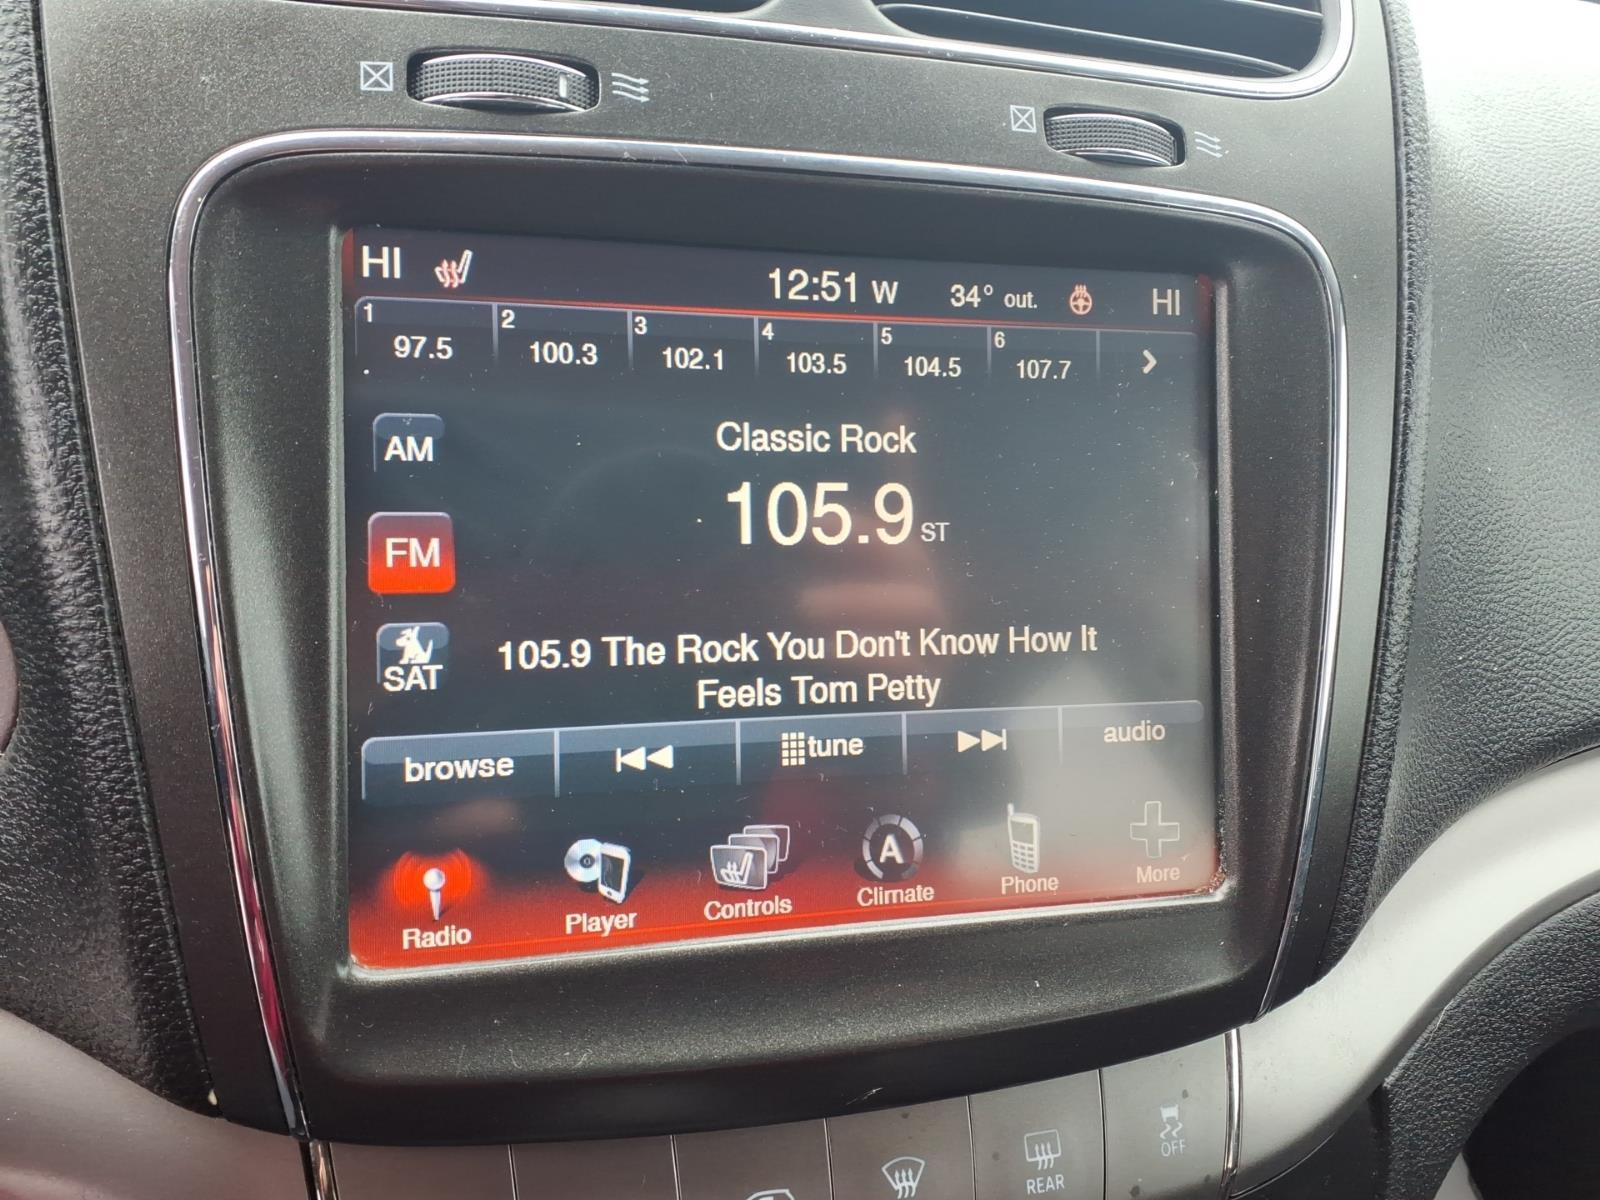 HI 12:51 W 34° out. HI
1 2 3 4 5 6
97.5 100.3 102.1 103.5 104.5 107.7 >
AM
Classic Rock
105.9 ST
FM
SAT
105.9 The Rock You Don't Know How It
Feels Tom Petty
browse tune audio
Radio Player Controls Climate Phone More
A
REAR
OFF